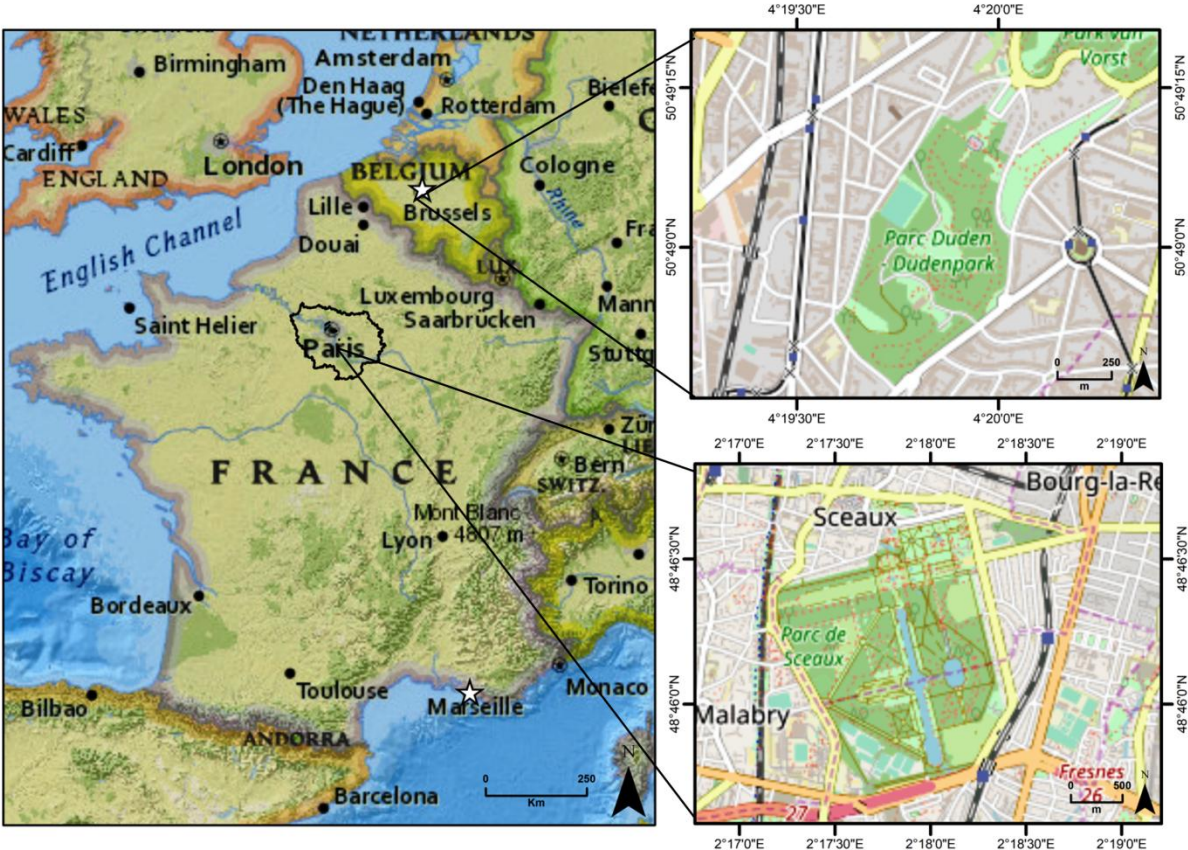 NETHERLANDS
Birmingham
Amsterdam
Den Haag
(The Hague)
Rotterdam
Bielefe
WALES
Cardiff
London
ENGLAND
BELGIUM
Cologne
Rhine
Lille
Brussels
Douai
Fra
English Channel
LUX.
Luxembourg
Mann
Saint Helier
Saarbrücken
Paris
Stuttg
Zür
LIE
Bern
SWITZ.
FRANCE
Mont Blanc
4807 m
Lyon
Bay of
Biscay
Torino
Bordeaux
Toulouse
Monaco
Marseille
Bilbao
ANDORRA
Barcelona
0 250
Km
N
4°19'30"E 4°20'0"E
50°49'15"N 50°49'15"N
50°49'0"N 50°49'0"N
Park van
Vorst
Parc Duden
Dudenpark
0 250
m
N
4°19'30"E 4°20'0"E
2°17'0"E 2°17'30"E 2°18'0"E 2°18'30"E 2°19'0"E
48°46'30"N 48°46'30"N
48°46'0"N 48°46'0"N
Bourg-la-Re
Sceaux
Parc de
Sceaux
Malabry
Fresnes
26
27
0 500
m
N
2°17'0"E 2°17'30"E 2°18'0"E 2°18'30"E 2°19'0"E